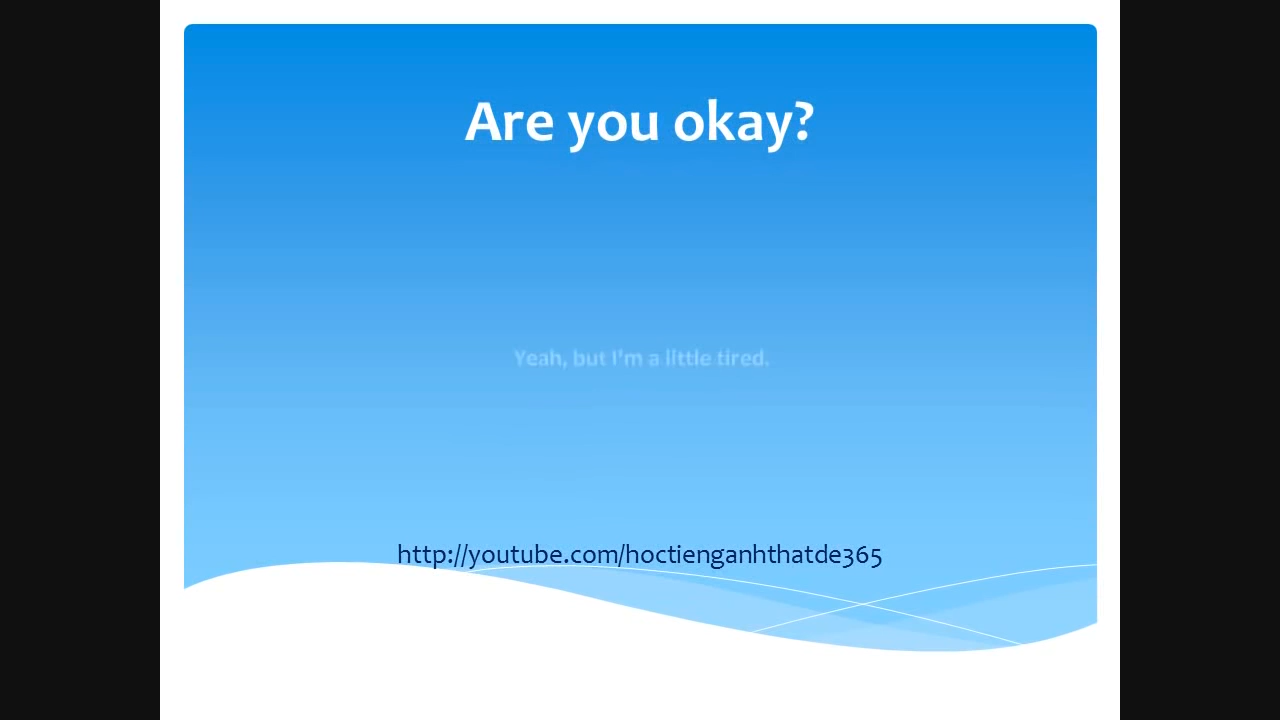 Are you okay?
Yeah, but I'm a little tired.
http://youtube.com/hoctienganhthatde365